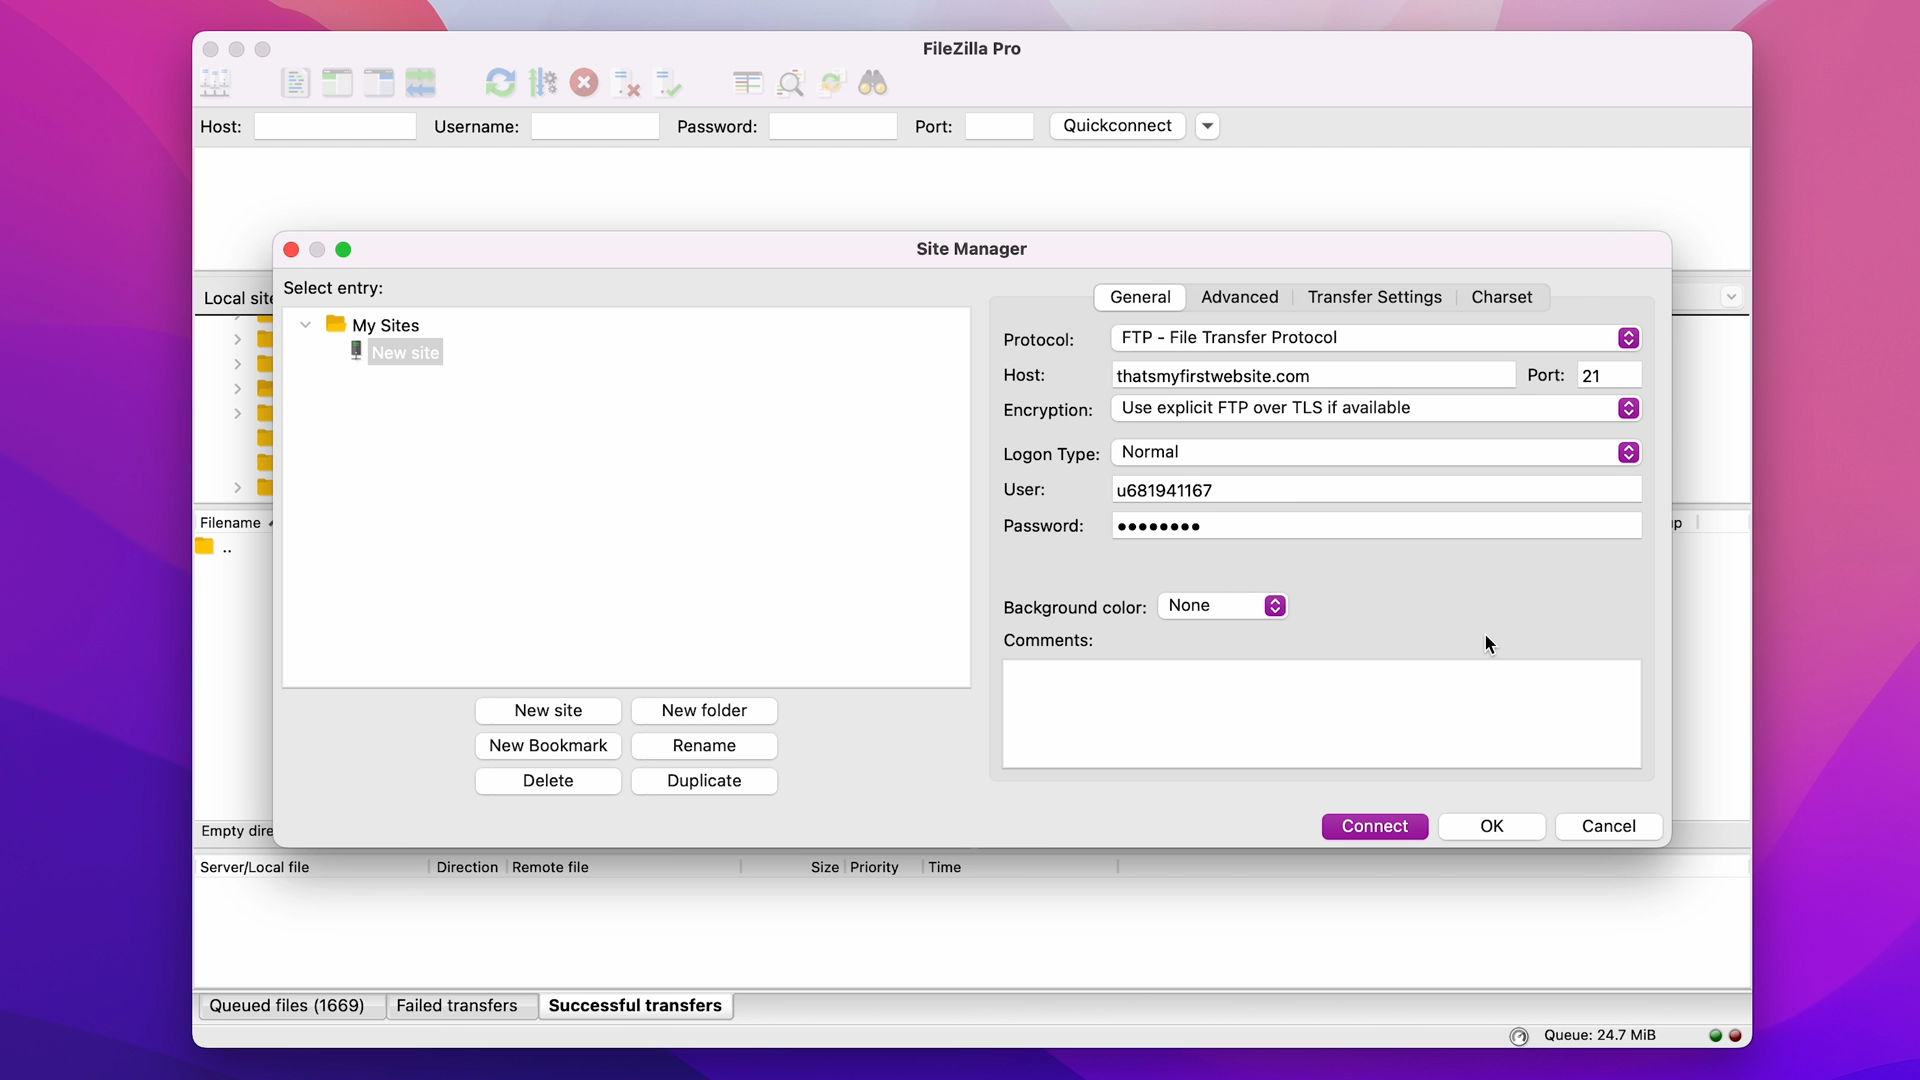 FileZilla Pro
Host: Username: Password: Port: Quickconnect
Site Manager
Select entry:
My Sites
New site
General Advanced Transfer Settings Charset
Protocol: FTP - File Transfer Protocol
Host: thatsmyfirstwebsite.com Port: 21
Encryption: Use explicit FTP over TLS if available
Logon Type: Normal
User: u681941167
Password: ●●●●●●●●
Background color: None
Comments:
New site New folder
New Bookmark Rename
Delete Duplicate
Connect OK Cancel
Local site
Filename
..
Empty dire
Server/Local file Direction Remote file Size Priority Time
Queued files (1669) Failed transfers Successful transfers
Queue: 24.7 MiB